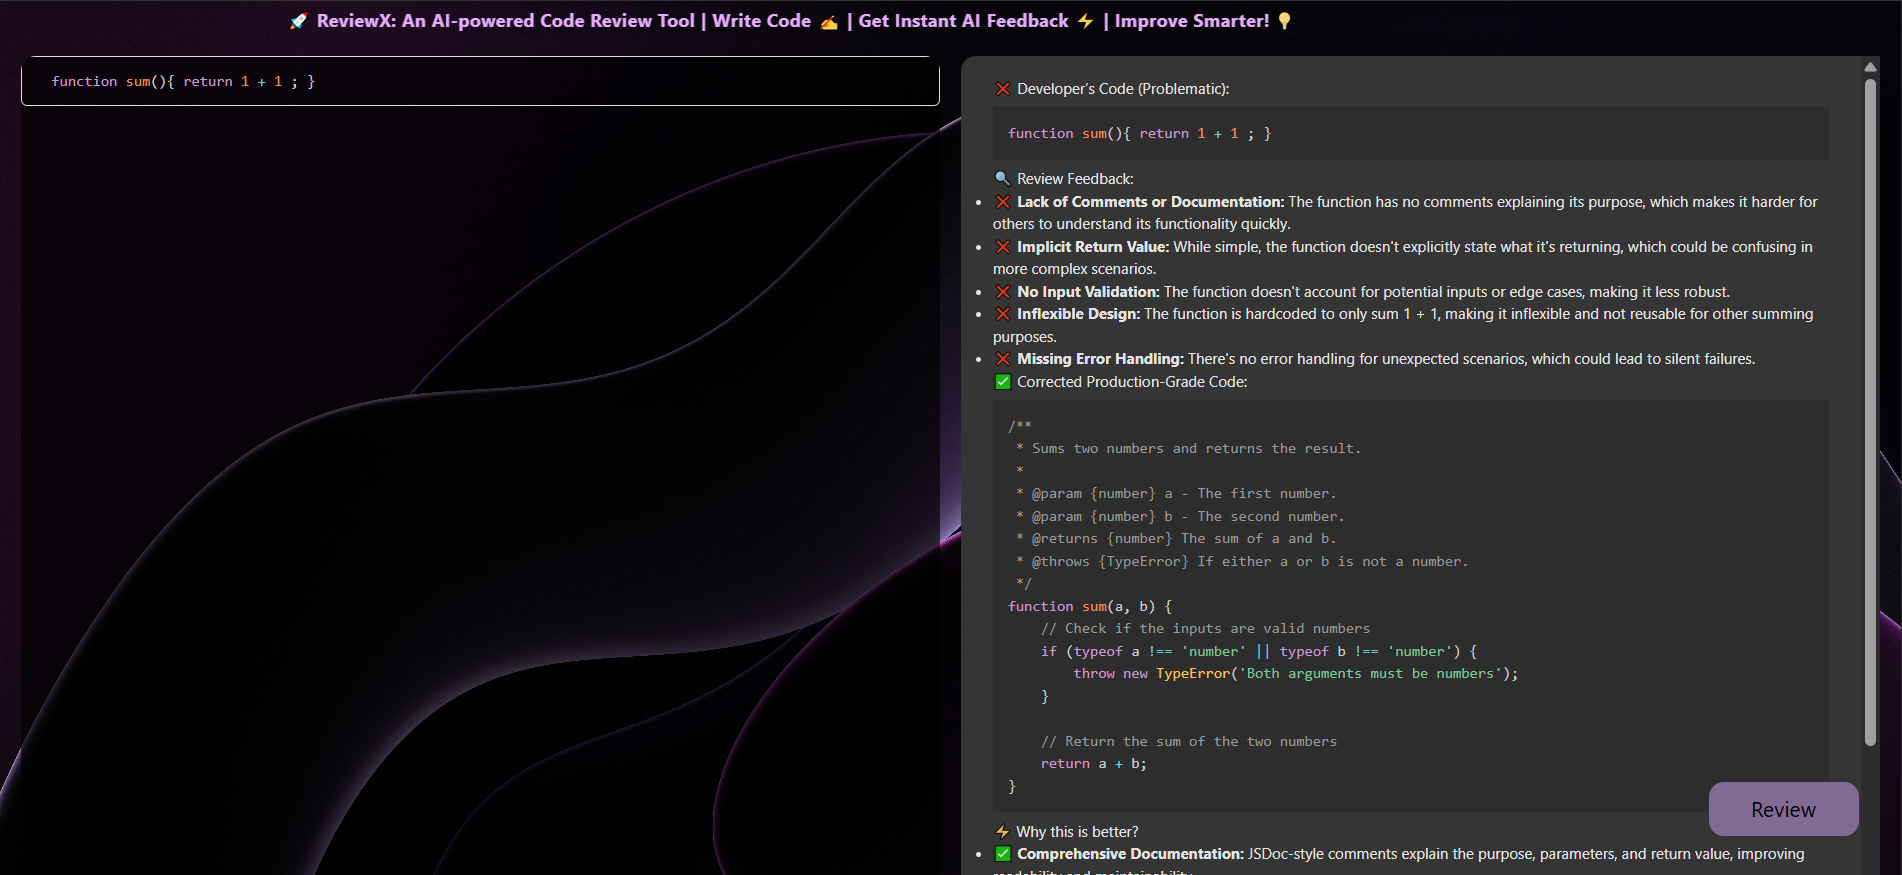 🚀 ReviewX: An AI-powered Code Review Tool | Write Code ✍️ | Get Instant AI Feedback ⚡ | Improve Smarter! 💡
function sum(){ return 1 + 1 ; }
❌ Developer's Code (Problematic):
function sum(){ return 1 + 1 ; }
🔍 Review Feedback:
• ❌ Lack of Comments or Documentation: The function has no comments explaining its purpose, which makes it harder for
others to understand its functionality quickly.
• ❌ Implicit Return Value: While simple, the function doesn't explicitly state what it's returning, which could be confusing in
more complex scenarios.
• ❌ No Input Validation: The function doesn't account for potential inputs or edge cases, making it less robust.
• ❌ Inflexible Design: The function is hardcoded to only sum 1 + 1, making it inflexible and not reusable for other summing
purposes.
• ❌ Missing Error Handling: There's no error handling for unexpected scenarios, which could lead to silent failures.
✅ Corrected Production-Grade Code:
/**
 * Sums two numbers and returns the result.
 *
 * @param {number} a - The first number.
 * @param {number} b - The second number.
 * @returns {number} The sum of a and b.
 * @throws {TypeError} If either a or b is not a number.
 */
function sum(a, b) {
    // Check if the inputs are valid numbers
    if (typeof a !== 'number' || typeof b !== 'number') {
        throw new TypeError('Both arguments must be numbers');
    }
    // Return the sum of the two numbers
    return a + b;
}
Review
⚡ Why this is better?
• ✅ Comprehensive Documentation: JSDoc-style comments explain the purpose, parameters, and return value, improving
readability and maintainability.